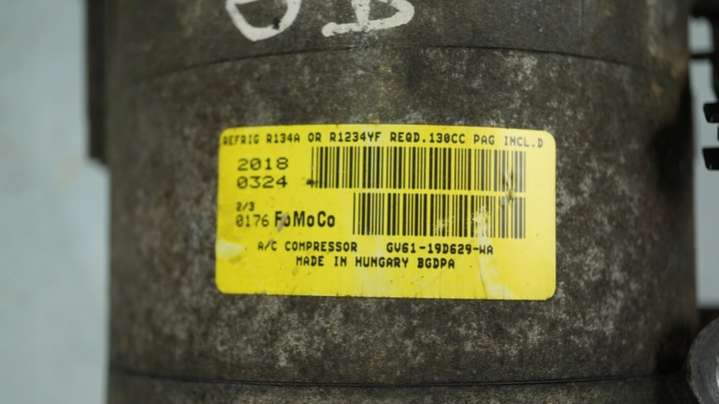 REFRIG R134A OR R1234YF REQD.130CC PAG INCL.D
2018
0324
2/3
0176 FoMoCo
A/C COMPRESSOR GV61-19D629-WA
MADE IN HUNGARY BGDPA